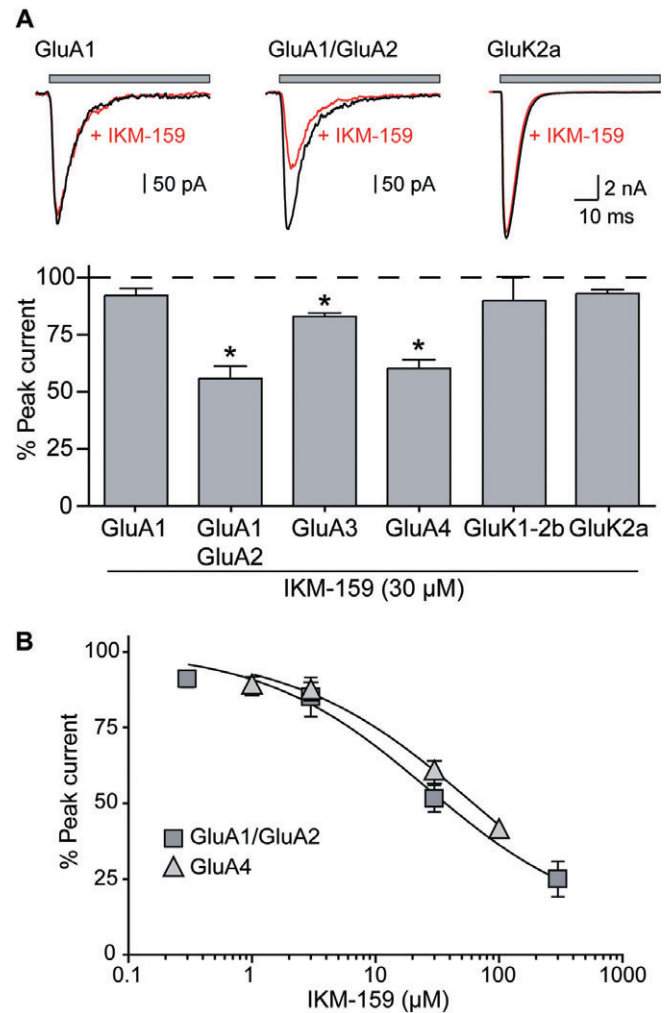 A
GluA1 GluA1/GluA2 GluK2a
+ IKM-159 + IKM-159 + IKM-159
50 pA 50 pA 2 nA
10 ms
100
75
50
25
0
% Peak current
* * *
GluA1 GluA1 GluA3 GluA4 GluK1-2b GluK2a
GluA2
IKM-159 (30 µM)
B
100
75
50
25
0
% Peak current
GluA1/GluA2
GluA4
0.1 1 10 100 1000
IKM-159 (µM)